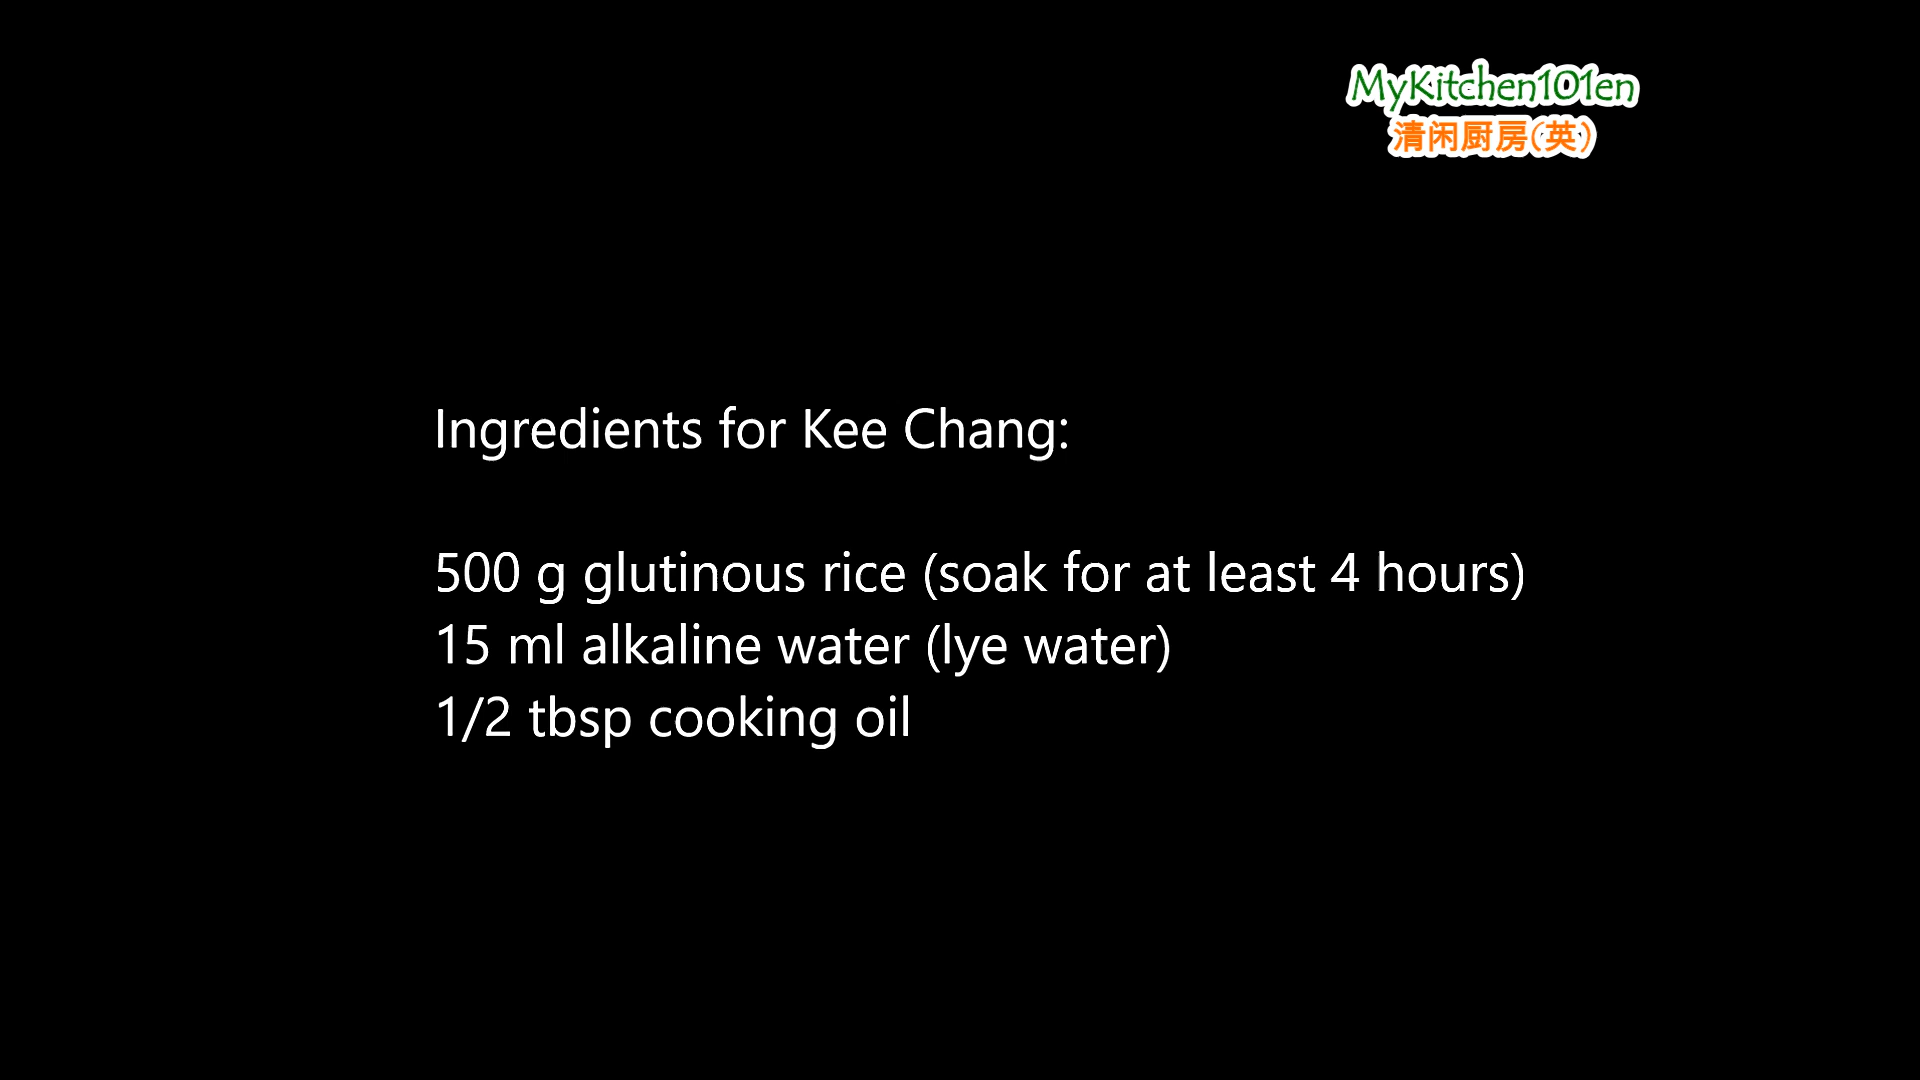 MyKitchen101en
清闲厨房(英)
Ingredients for Kee Chang:
500 g glutinous rice (soak for at least 4 hours)
15 ml alkaline water (lye water)
1/2 tbsp cooking oil